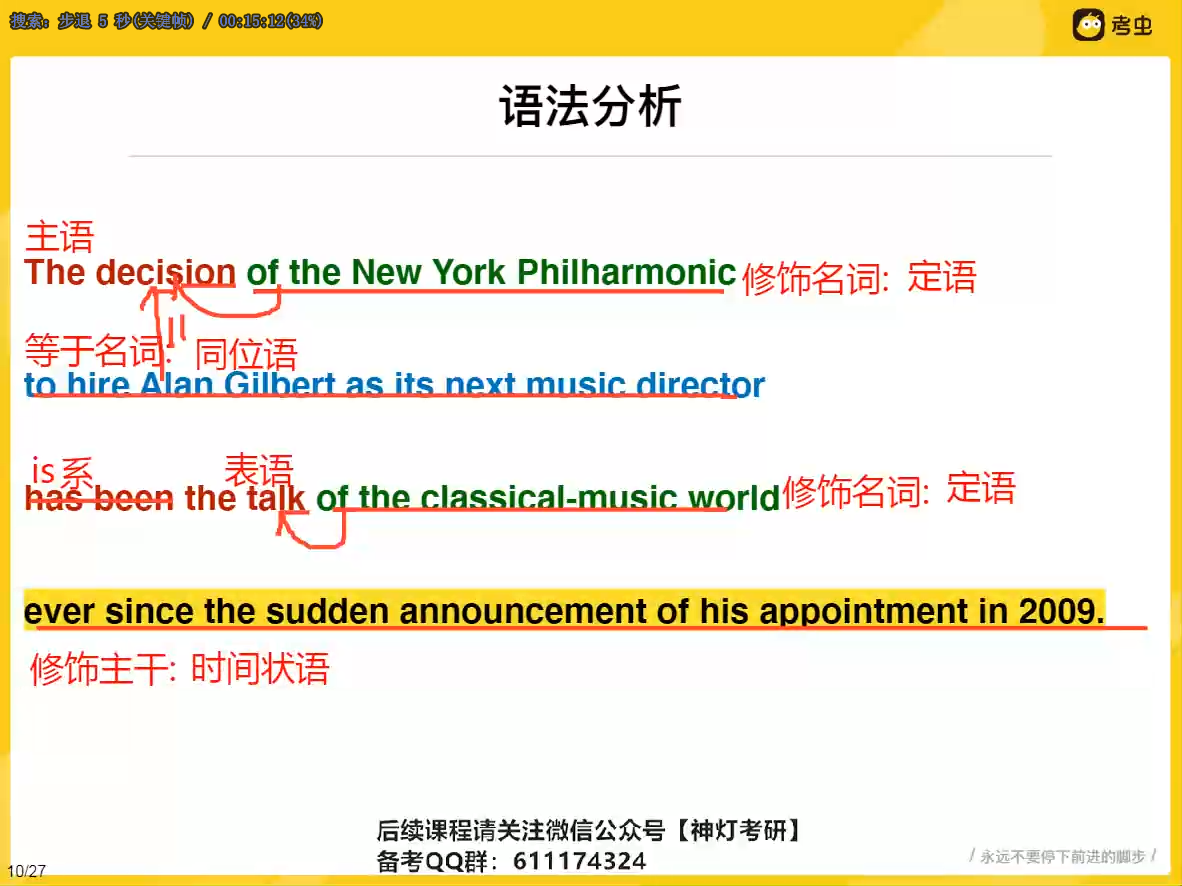 搜索: 步退 5 秒(关键帧) / 00:15:12(34%)
考虫
语法分析
主语
The decision of the New York Philharmonic 修饰名词: 定语
等于名词: 同位语
to hire Alan Gilbert as its next music director
is系 表语
has been the talk of the classical-music world 修饰名词: 定语
ever since the sudden announcement of his appointment in 2009.
修饰主干: 时间状语
后续课程请关注微信公众号【神灯考研】
备考QQ群：611174324
/ 永远不要停下前进的脚步 /
10/27